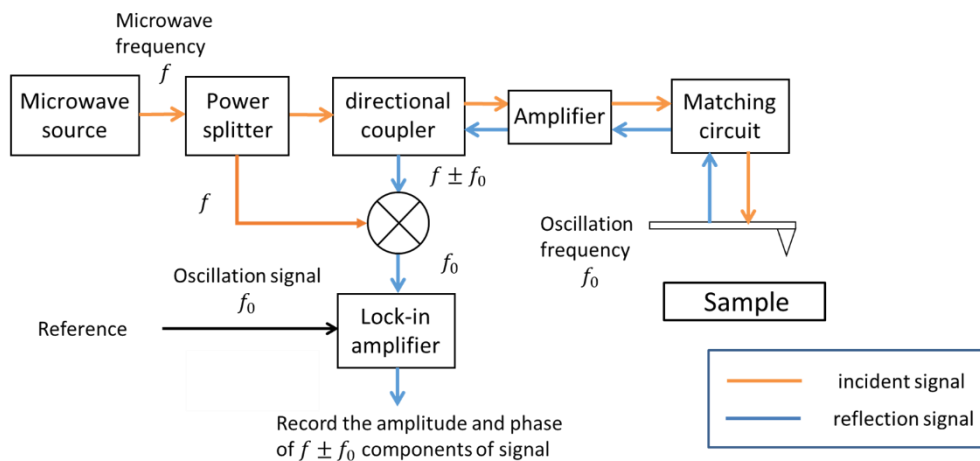 Microwave
frequency
f
Microwave
source
Power
splitter
directional
coupler
Amplifier
Matching
circuit
f ± f₀
f
Oscillation
frequency
f₀
f₀
Oscillation signal
f₀
Reference
Lock-in
amplifier
Sample
Record the amplitude and phase
of f ± f₀ components of signal
incident signal
reflection signal